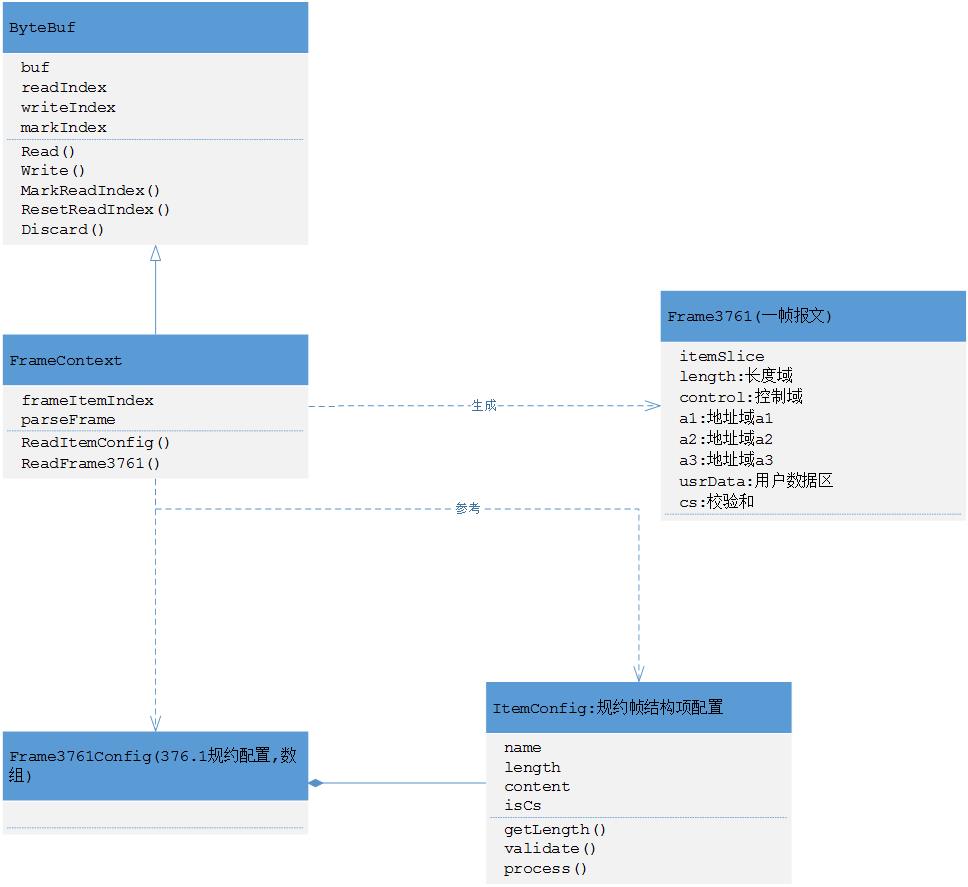 ByteBuf
buf
readIndex
writeIndex
markIndex
Read()
Write()
MarkReadIndex()
ResetReadIndex()
Discard()
FrameContext
frameItemIndex
parseFrame
ReadItemConfig()
ReadFrame3761()
生成
Frame3761(一帧报文)
itemSlice
length:长度域
control:控制域
a1:地址域a1
a2:地址域a2
a3:地址域a3
usrData:用户数据区
cs:校验和
参考
Frame3761Config(376.1规约配置,数
组)
ItemConfig:规约帧结构项配置
name
length
content
isCs
getLength()
validate()
process()